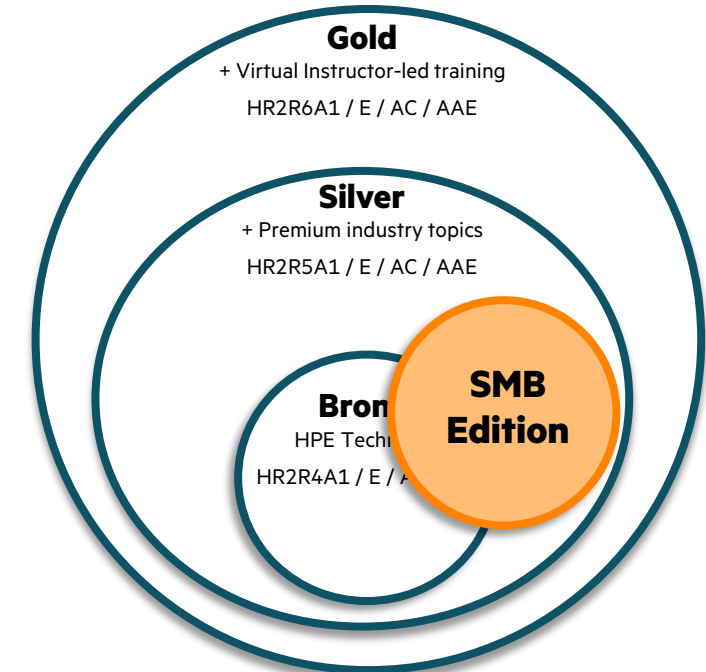 Gold
+ Virtual Instructor-led training
HR2R6A1 / E / AC / AAE
Silver
+ Premium industry topics
HR2R5A1 / E / AC / AAE
SMB
Edition
HPE
HR2R4A1 / E /